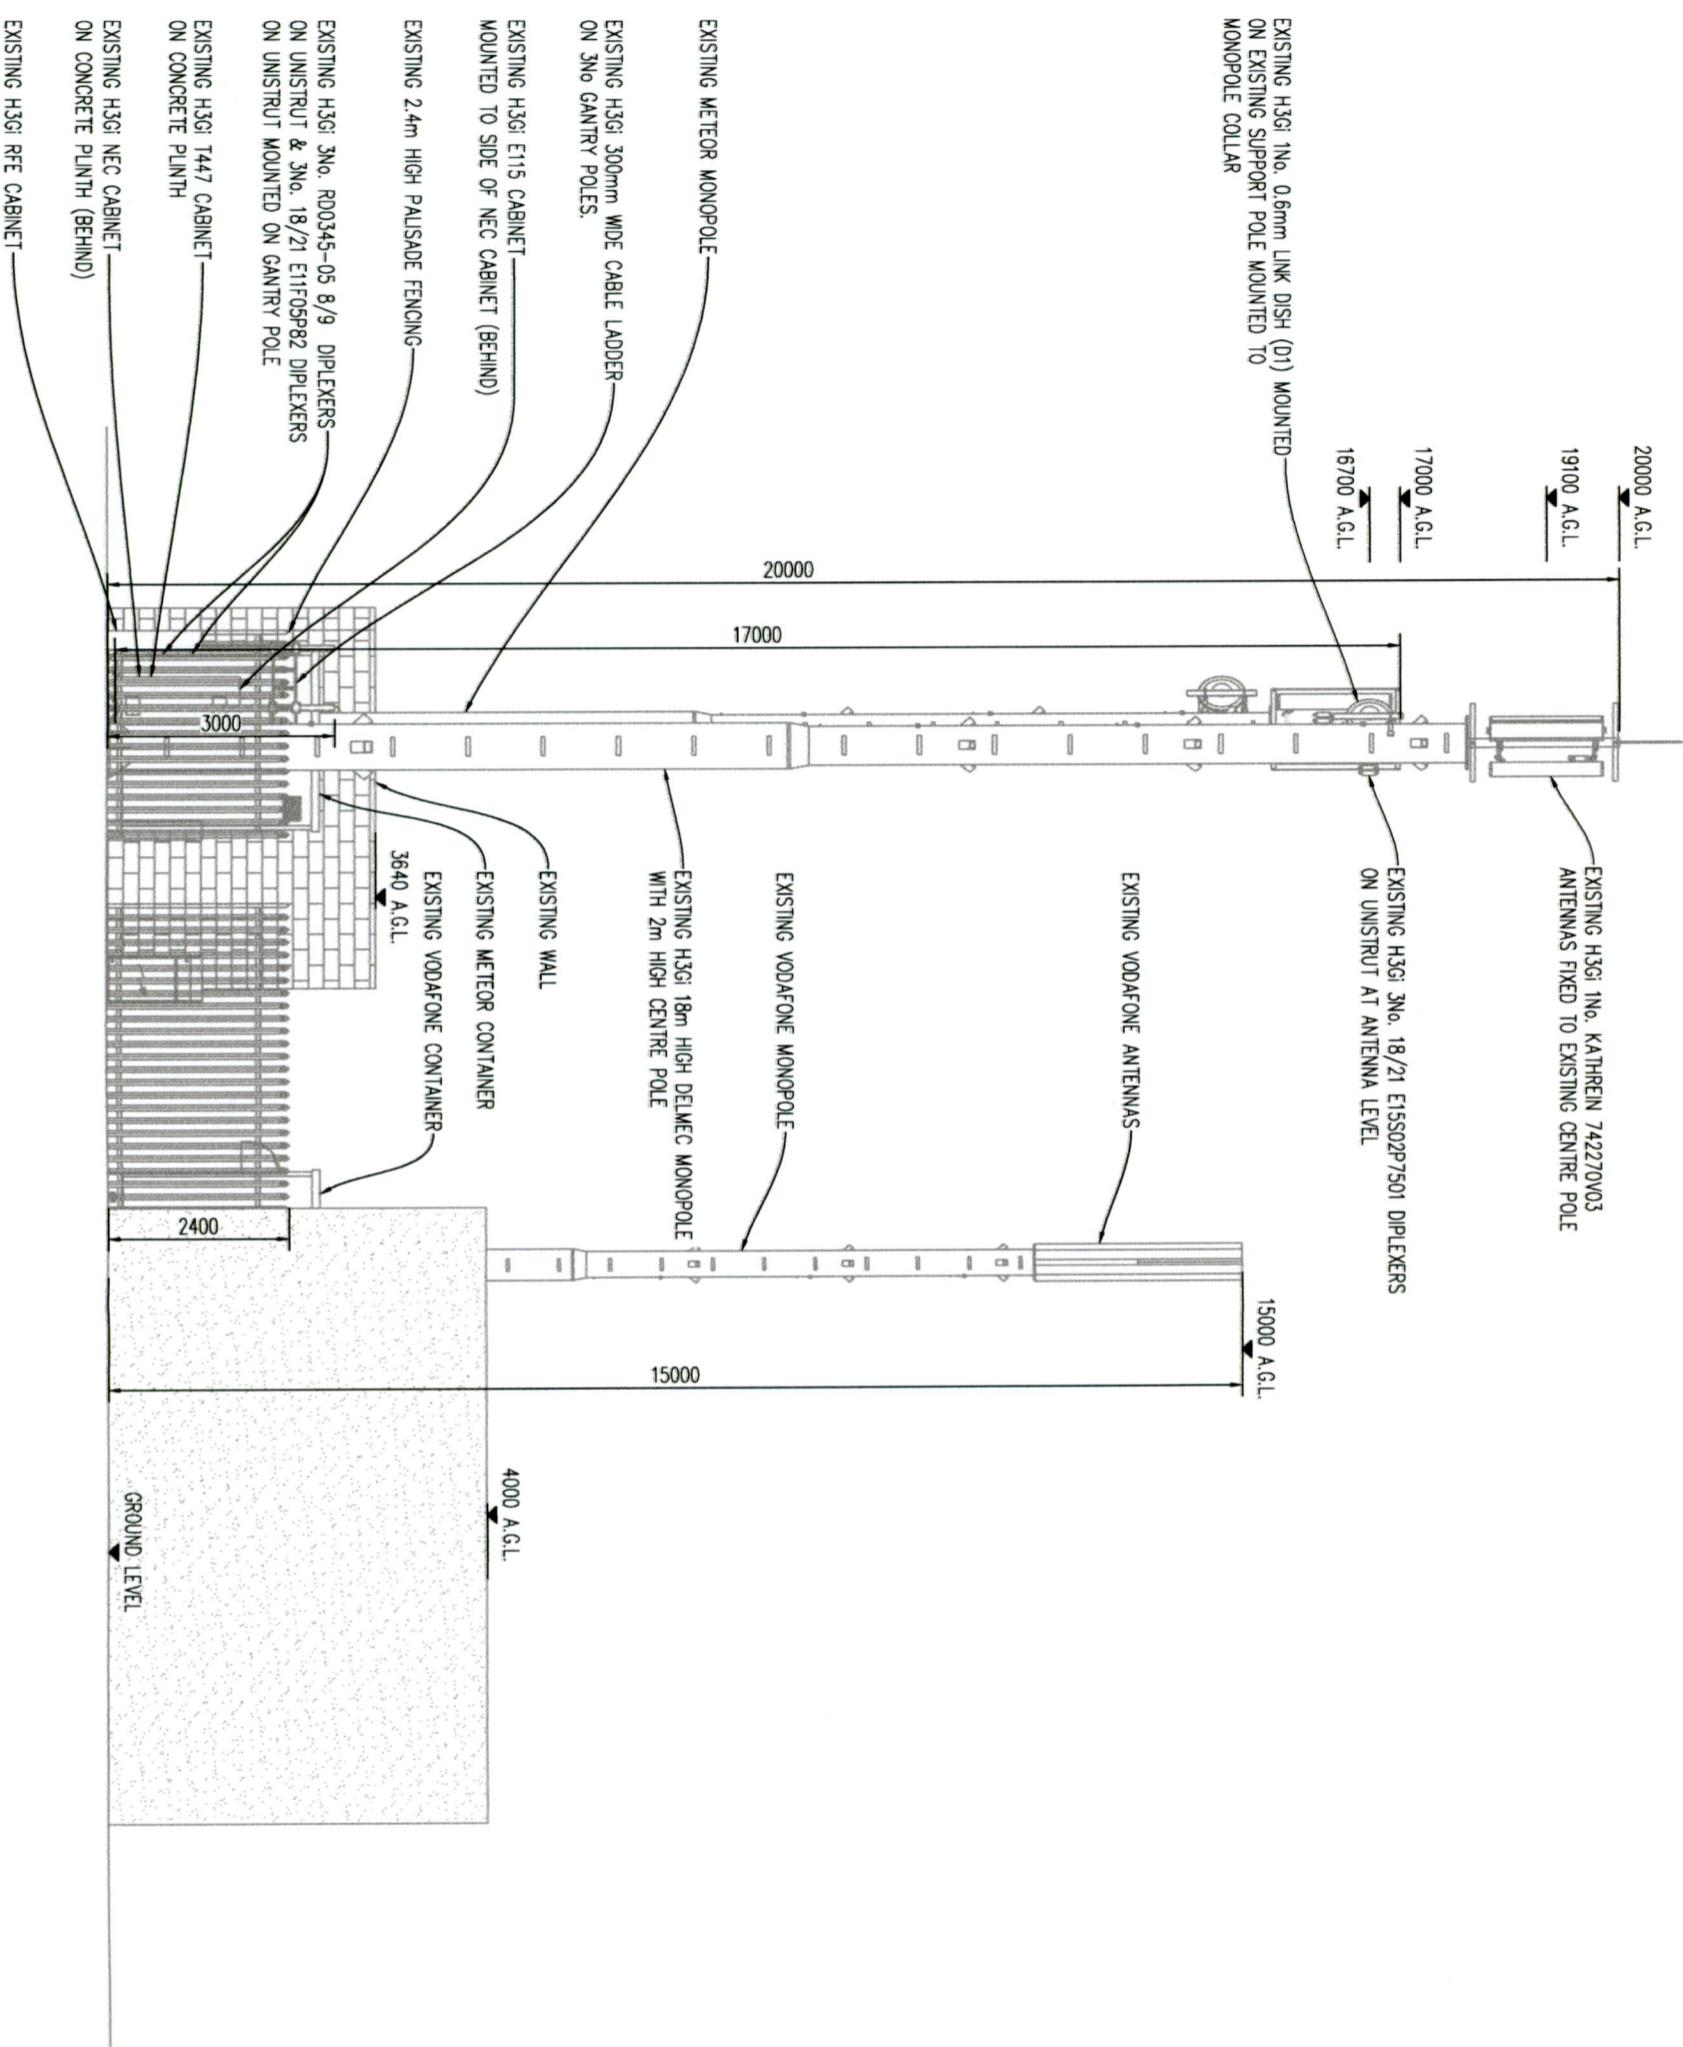 20000 A.G.L.
19100 A.G.L.
17000 A.G.L.
16700 A.G.L.
EXISTING H3Gi 1No. 0.6mm LINK DISH (D1) MOUNTED
ON EXISTING SUPPORT POLE MOUNTED TO
MONOPOLE COLLAR
EXISTING METEOR MONOPOLE
EXISTING H3Gi 300mm WIDE CABLE LADDER
ON 3No GANTRY POLES.
EXISTING H3Gi E115 CABINET
MOUNTED TO SIDE OF NEC CABINET (BEHIND)
EXISTING 2.4m HIGH PALISADE FENCING
EXISTING H3Gi 3No. RD0345-05 8/9 DIPLEXERS
ON UNISTRUT & 3No. 18/21 E11F05P82 DIPLEXERS
ON UNISTRUT MOUNTED ON GANTRY POLE
EXISTING H3Gi T447 CABINET
ON CONCRETE PLINTH
EXISTING H3Gi NEC CABINET
ON CONCRETE PLINTH (BEHIND)
EXISTING H3Gi RFE CABINET
20000
17000
3000
EXISTING H3Gi 1No. KATHREIN 742270V03
ANTENNAS FIXED TO EXISTING CENTRE POLE
EXISTING H3Gi 3No. 18/21 E15S02P7501 DIPLEXERS
ON UNISTRUT AT ANTENNA LEVEL
EXISTING VODAFONE ANTENNAS
EXISTING VODAFONE MONOPOLE
EXISTING H3Gi 18m HIGH DELMEC MONOPOLE
WITH 2m HIGH CENTRE POLE
EXISTING WALL
EXISTING METEOR CONTAINER
EXISTING VODAFONE CONTAINER
3640 A.G.L.
2400
15000 A.G.L.
15000
4000 A.G.L.
GROUND LEVEL